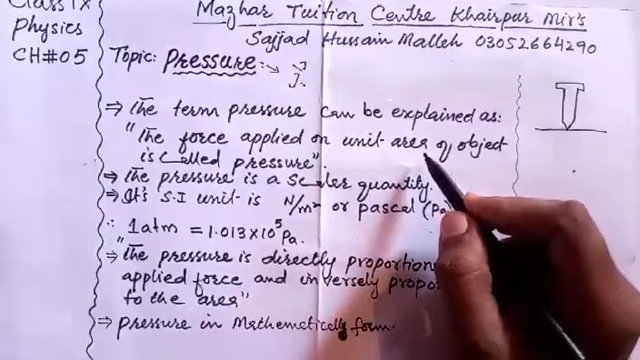 Class IX
Physics
CH#05
Mazhar Tuition Centre Khairpur Mir's
Sajjad Hussain Malleh 03052664290
Topic: Pressure:
⇒ The term pressure can be explained as:
"The force applied on unit area of object
is called pressure".
⇒ The pressure is a Scaler quantity.
⇒ It's S.I unit is N/m² or pascal (Pa)
∴ 1atm = 1.013×10⁵Pa.
⇒ "The pressure is directly proportion
applied force and inversely propo
to the area"
⇒ pressure in Mathematically form.